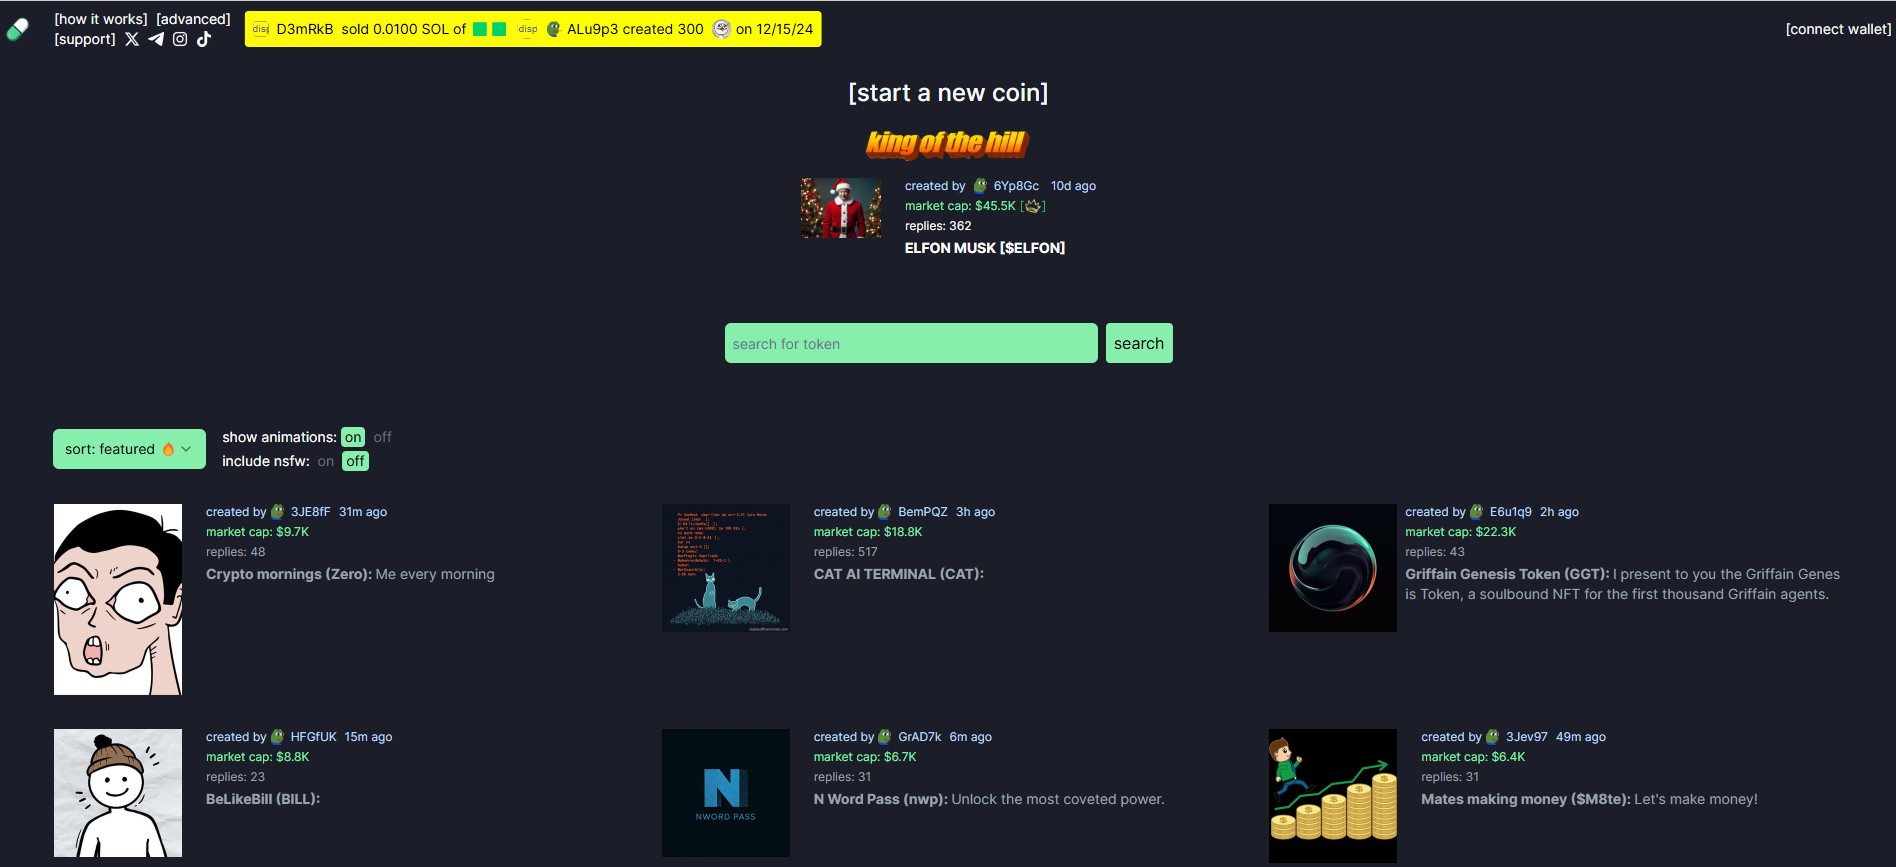 [how it works] [advanced]
[support]
D3mRkB sold 0.0100 SOL of
ALu9p3 created 300 on 12/15/24
[connect wallet]
[start a new coin]
king of the hill
created by 6Yp8Gc 10d ago
market cap: $45.5K [ ]
replies: 362
ELFON MUSK [$ELFON]
search for token
search
sort: featured
show animations: on off
include nsfw: on off
created by 3JE8fF 31m ago
market cap: $9.7K
replies: 48
Crypto mornings (Zero): Me every morning
created by BemPQZ 3h ago
market cap: $18.8K
replies: 517
CAT AI TERMINAL (CAT):
created by E6u1q9 2h ago
market cap: $22.3K
replies: 43
Griffain Genesis Token (GGT): I present to you the Griffain Genes
is Token, a soulbound NFT for the first thousand Griffain agents.
created by HFGfUK 15m ago
market cap: $8.8K
replies: 23
BeLikeBill (BILL):
N
NWORD PASS
created by GrAD7k 6m ago
market cap: $6.7K
replies: 31
N Word Pass (nwp): Unlock the most coveted power.
created by 3Jev97 49m ago
market cap: $6.4K
replies: 31
Mates making money ($M8te): Let's make money!